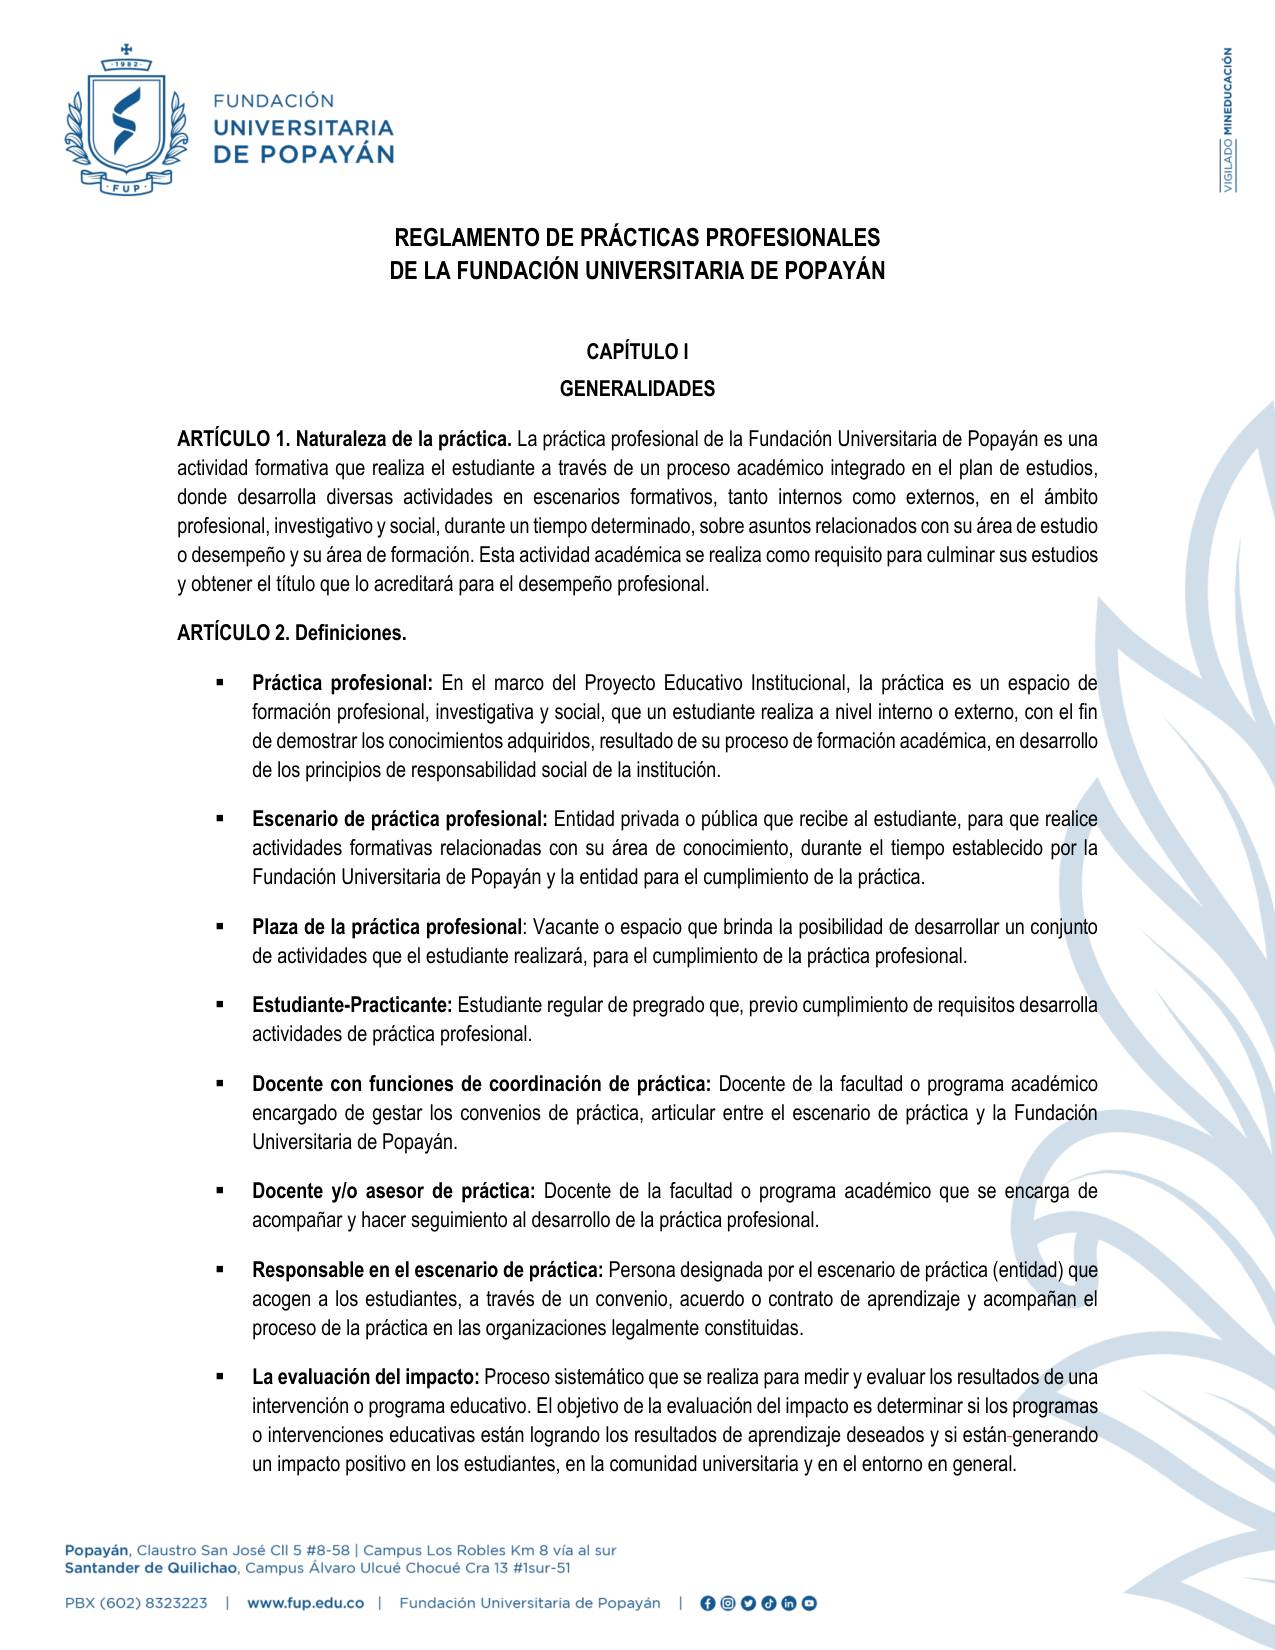 ·1982·
·FUP·
FUNDACIÓN
UNIVERSITARIA
DE POPAYÁN
VIGILADO MINEDUCACIÓN
REGLAMENTO DE PRÁCTICAS PROFESIONALES
DE LA FUNDACIÓN UNIVERSITARIA DE POPAYÁN
CAPÍTULO I
GENERALIDADES
ARTÍCULO 1. Naturaleza de la práctica. La práctica profesional de la Fundación Universitaria de Popayán es una
actividad formativa que realiza el estudiante a través de un proceso académico integrado en el plan de estudios,
donde desarrolla diversas actividades en escenarios formativos, tanto internos como externos, en el ámbito
profesional, investigativo y social, durante un tiempo determinado, sobre asuntos relacionados con su área de estudio
o desempeño y su área de formación. Esta actividad académica se realiza como requisito para culminar sus estudios
y obtener el título que lo acreditará para el desempeño profesional.
ARTÍCULO 2. Definiciones.
▪ Práctica profesional: En el marco del Proyecto Educativo Institucional, la práctica es un espacio de
formación profesional, investigativa y social, que un estudiante realiza a nivel interno o externo, con el fin
de demostrar los conocimientos adquiridos, resultado de su proceso de formación académica, en desarrollo
de los principios de responsabilidad social de la institución.
▪ Escenario de práctica profesional: Entidad privada o pública que recibe al estudiante, para que realice
actividades formativas relacionadas con su área de conocimiento, durante el tiempo establecido por la
Fundación Universitaria de Popayán y la entidad para el cumplimiento de la práctica.
▪ Plaza de la práctica profesional: Vacante o espacio que brinda la posibilidad de desarrollar un conjunto
de actividades que el estudiante realizará, para el cumplimiento de la práctica profesional.
▪ Estudiante-Practicante: Estudiante regular de pregrado que, previo cumplimiento de requisitos desarrolla
actividades de práctica profesional.
▪ Docente con funciones de coordinación de práctica: Docente de la facultad o programa académico
encargado de gestar los convenios de práctica, articular entre el escenario de práctica y la Fundación
Universitaria de Popayán.
▪ Docente y/o asesor de práctica: Docente de la facultad o programa académico que se encarga de
acompañar y hacer seguimiento al desarrollo de la práctica profesional.
▪ Responsable en el escenario de práctica: Persona designada por el escenario de práctica (entidad) que
acogen a los estudiantes, a través de un convenio, acuerdo o contrato de aprendizaje y acompañan el
proceso de la práctica en las organizaciones legalmente constituidas.
▪ La evaluación del impacto: Proceso sistemático que se realiza para medir y evaluar los resultados de una
intervención o programa educativo. El objetivo de la evaluación del impacto es determinar si los programas
o intervenciones educativas están logrando los resultados de aprendizaje deseados y si están-generando
un impacto positivo en los estudiantes, en la comunidad universitaria y en el entorno en general.
Popayán, Claustro San José Cll 5 #8-58 | Campus Los Robles Km 8 vía al sur
Santander de Quilichao, Campus Álvaro Ulcué Chocué Cra 13 #1sur-51
PBX (602) 8323223 | www.fup.edu.co | Fundación Universitaria de Popayán |